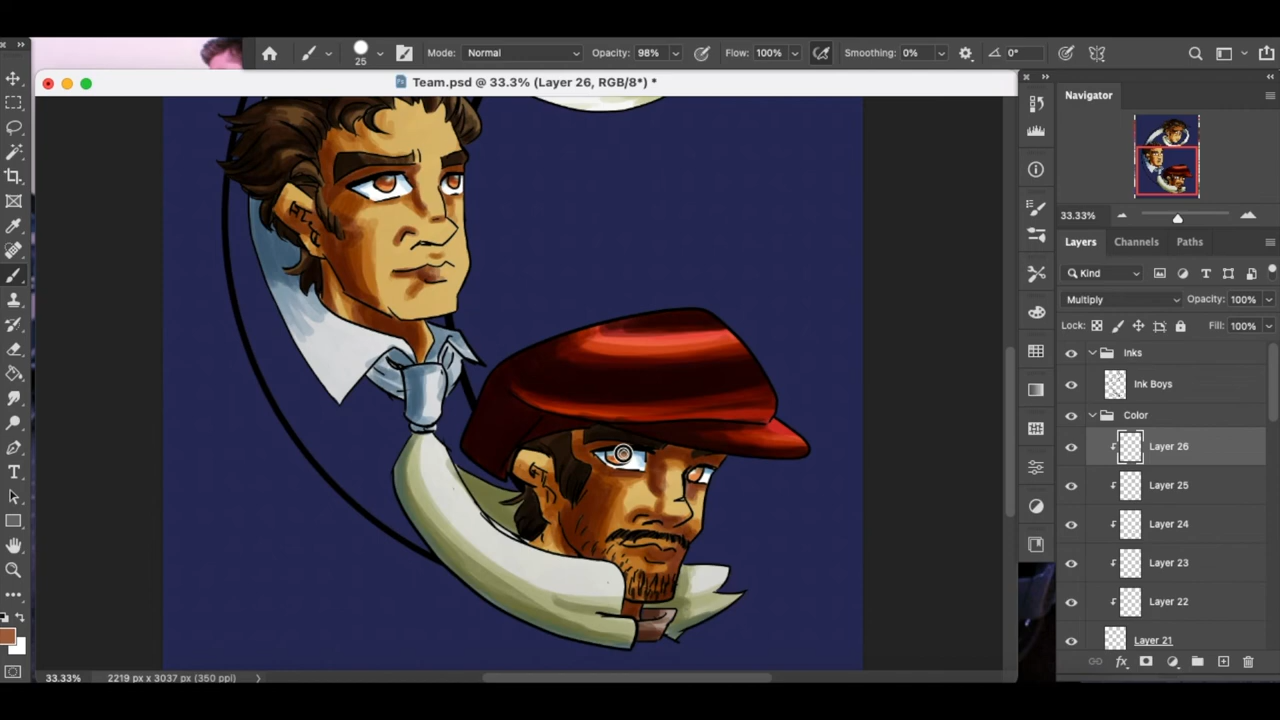 25 Mode: Normal Opacity: 98% Flow: 100% Smoothing: 0% 0°
Team.psd @ 33.3% (Layer 26, RGB/8*) *
Navigator
33.33%
Layers Channels Paths
Kind
Multiply Opacity: 100%
Lock: Fill: 100%
Inks
Ink Boys
Color
Layer 26
Layer 25
Layer 24
Layer 23
Layer 22
Layer 21
33.33% 2219 px x 3037 px (350 ppi)